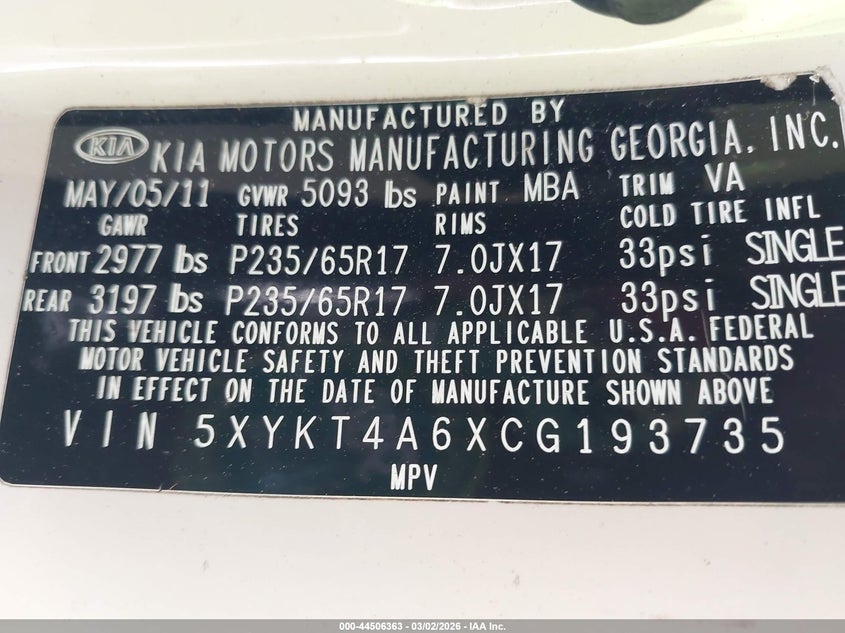 MANUFACTURED BY
KIA KIA MOTORS MANUFACTURING GEORGIA, INC.
MAY/05/11 GVWR 5093 lbs PAINT MBA TRIM VA
GAWR TIRES RIMS COLD TIRE INFL
FRONT 2977 lbs P235/65R17 7.0JX17 33psi SINGLE
REAR 3197 lbs P235/65R17 7.0JX17 33psi SINGLE
THIS VEHICLE CONFORMS TO ALL APPLICABLE U.S.A. FEDERAL
MOTOR VEHICLE SAFETY AND THEFT PREVENTION STANDARDS
IN EFFECT ON THE DATE OF MANUFACTURE SHOWN ABOVE
VIN 5XYKT4A6XCG193735
MPV
000-44506363 - 03/02/2026 - IAA Inc.